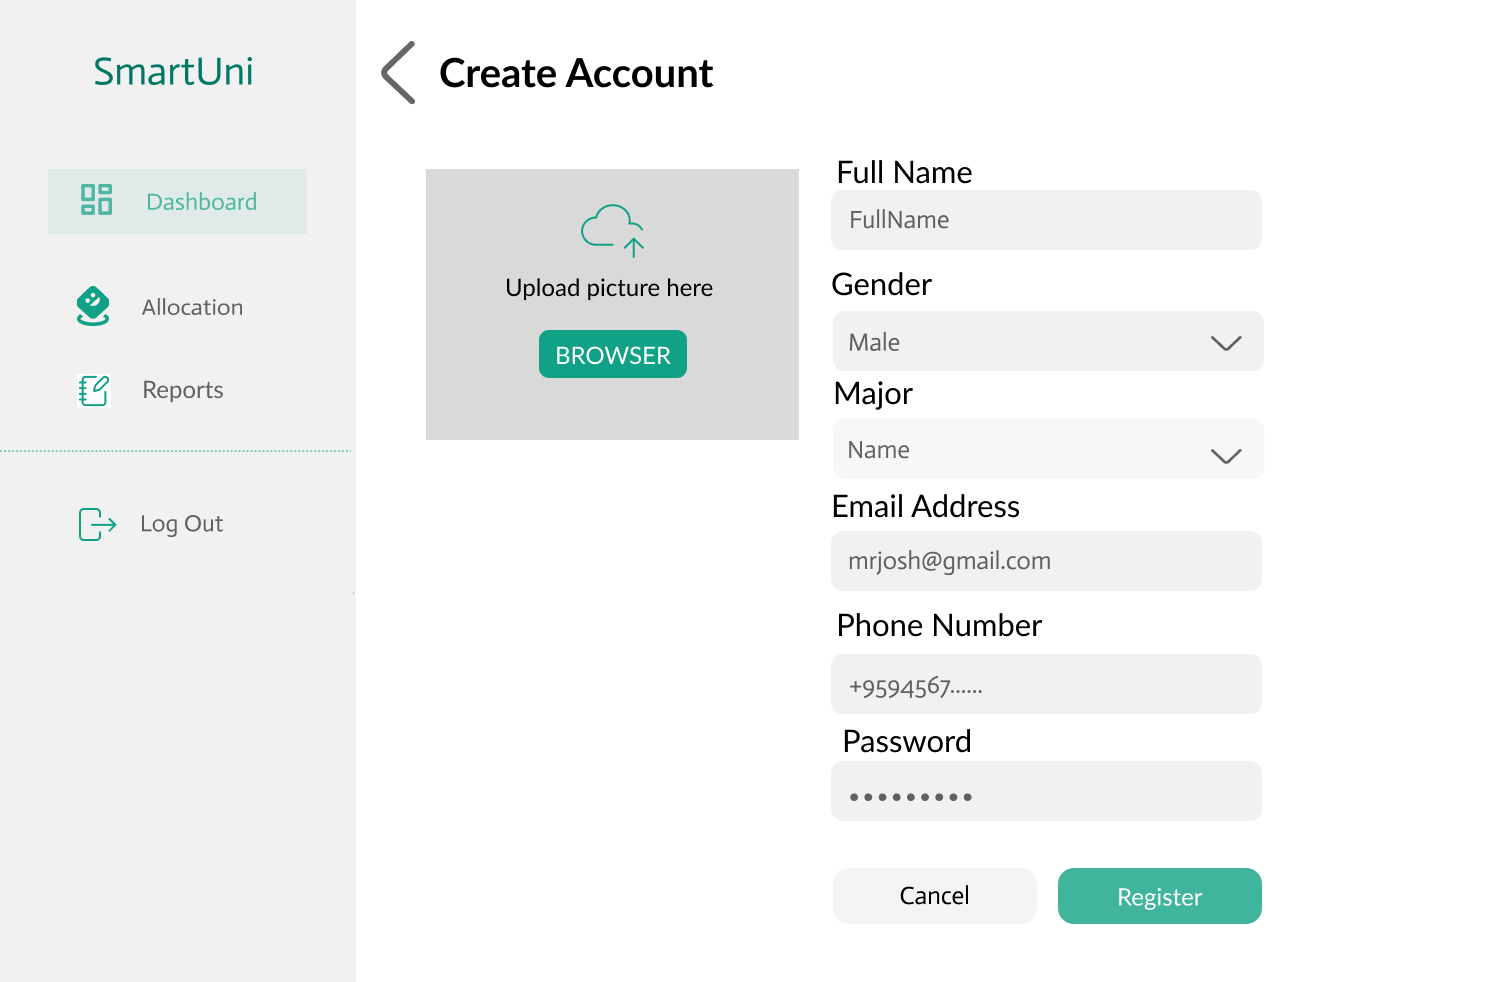 SmartUni
Dashboard
Allocation
Reports
Log Out
Create Account
Upload picture here
BROWSER
Full Name
FullName
Gender
Male
Major
Name
Email Address
mrjosh@gmail.com
Phone Number
+9594567......
Password
•••••••••
Cancel
Register